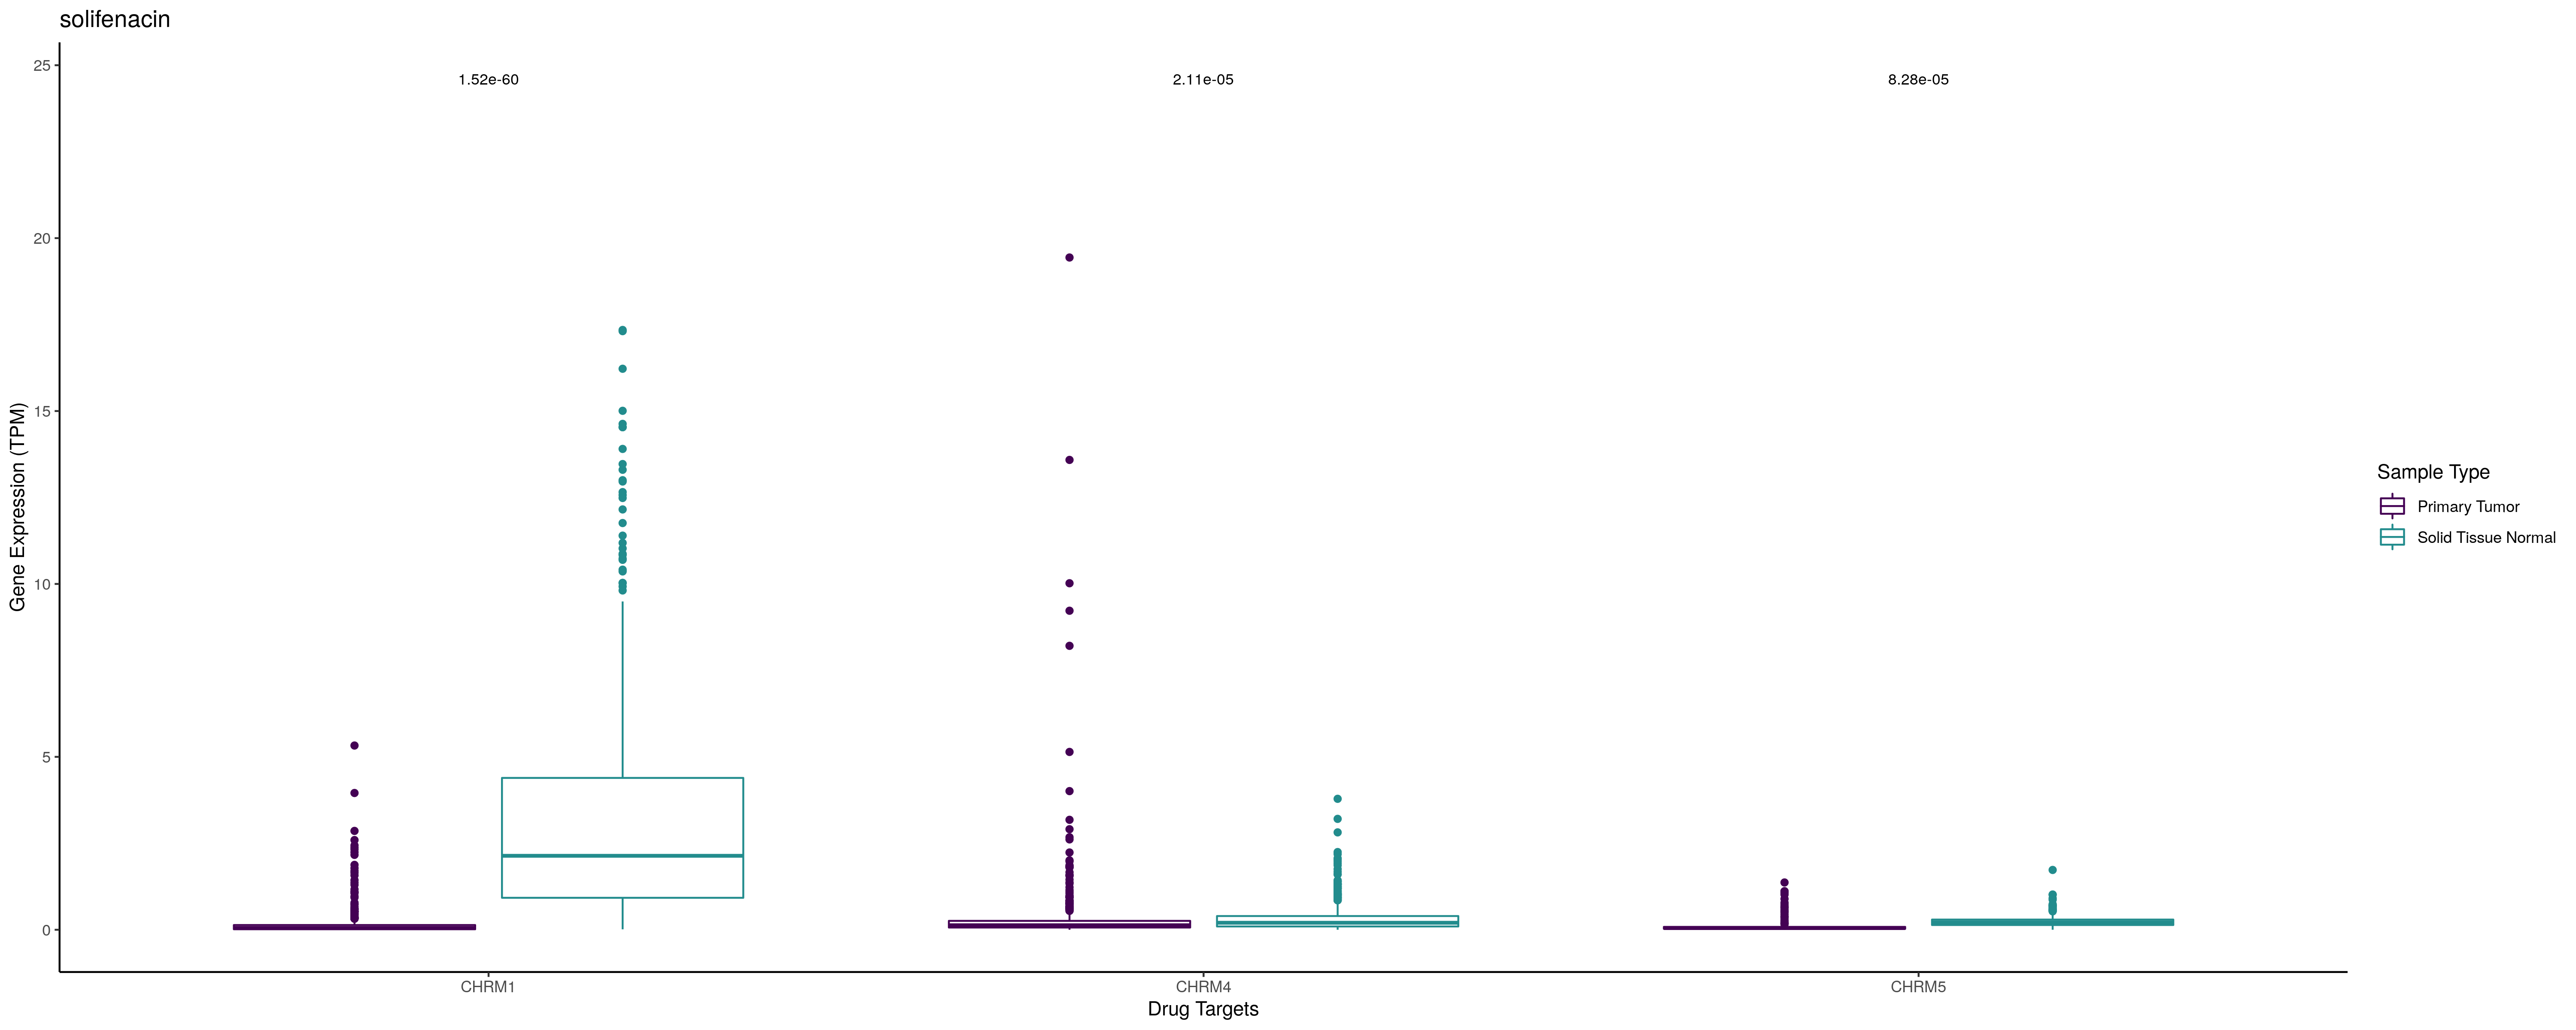 solifenacin
25
20
15
10
5
0
Gene Expression (TPM)
1.52e-60
2.11e-05
8.28e-05
CHRM1
CHRM4
CHRM5
Drug Targets
Sample Type
Primary Tumor
Solid Tissue Normal